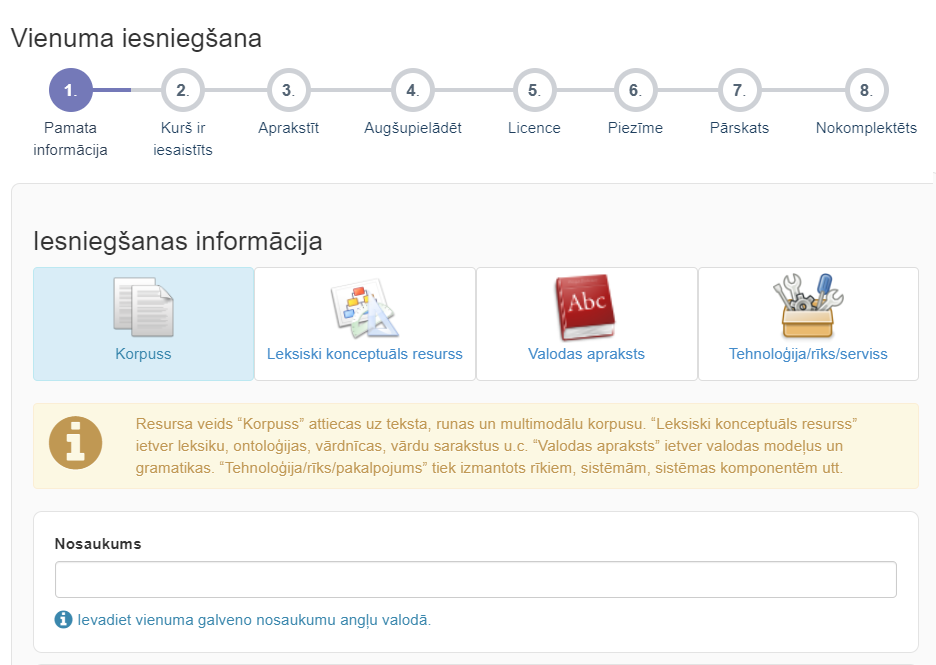 Vienuma iesniegšana
1. 2. 3. 4. 5. 6. 7. 8.
Pamata Kurš ir Aprakstīt Augšupielādēt Licence Piezīme Pārskats Nokomplektēts
informācija iesaistīts
Iesniegšanas informācija
Abc
Korpuss Leksiski konceptuāls resurss Valodas apraksts Tehnoloģija/rīks/serviss
Resursa veids “Korpuss” attiecas uz teksta, runas un multimodālu korpusu. “Leksiski konceptuāls resurss”
ietver leksiku, ontoloģijas, vārdnīcas, vārdu sarakstus u.c. “Valodas apraksts” ietver valodas modeļus un
gramatikas. “Tehnoloģija/rīks/pakalpojums” tiek izmantots rīkiem, sistēmām, sistēmas komponentēm utt.
Nosaukums
Ievadiet vienuma galveno nosaukumu angļu valodā.